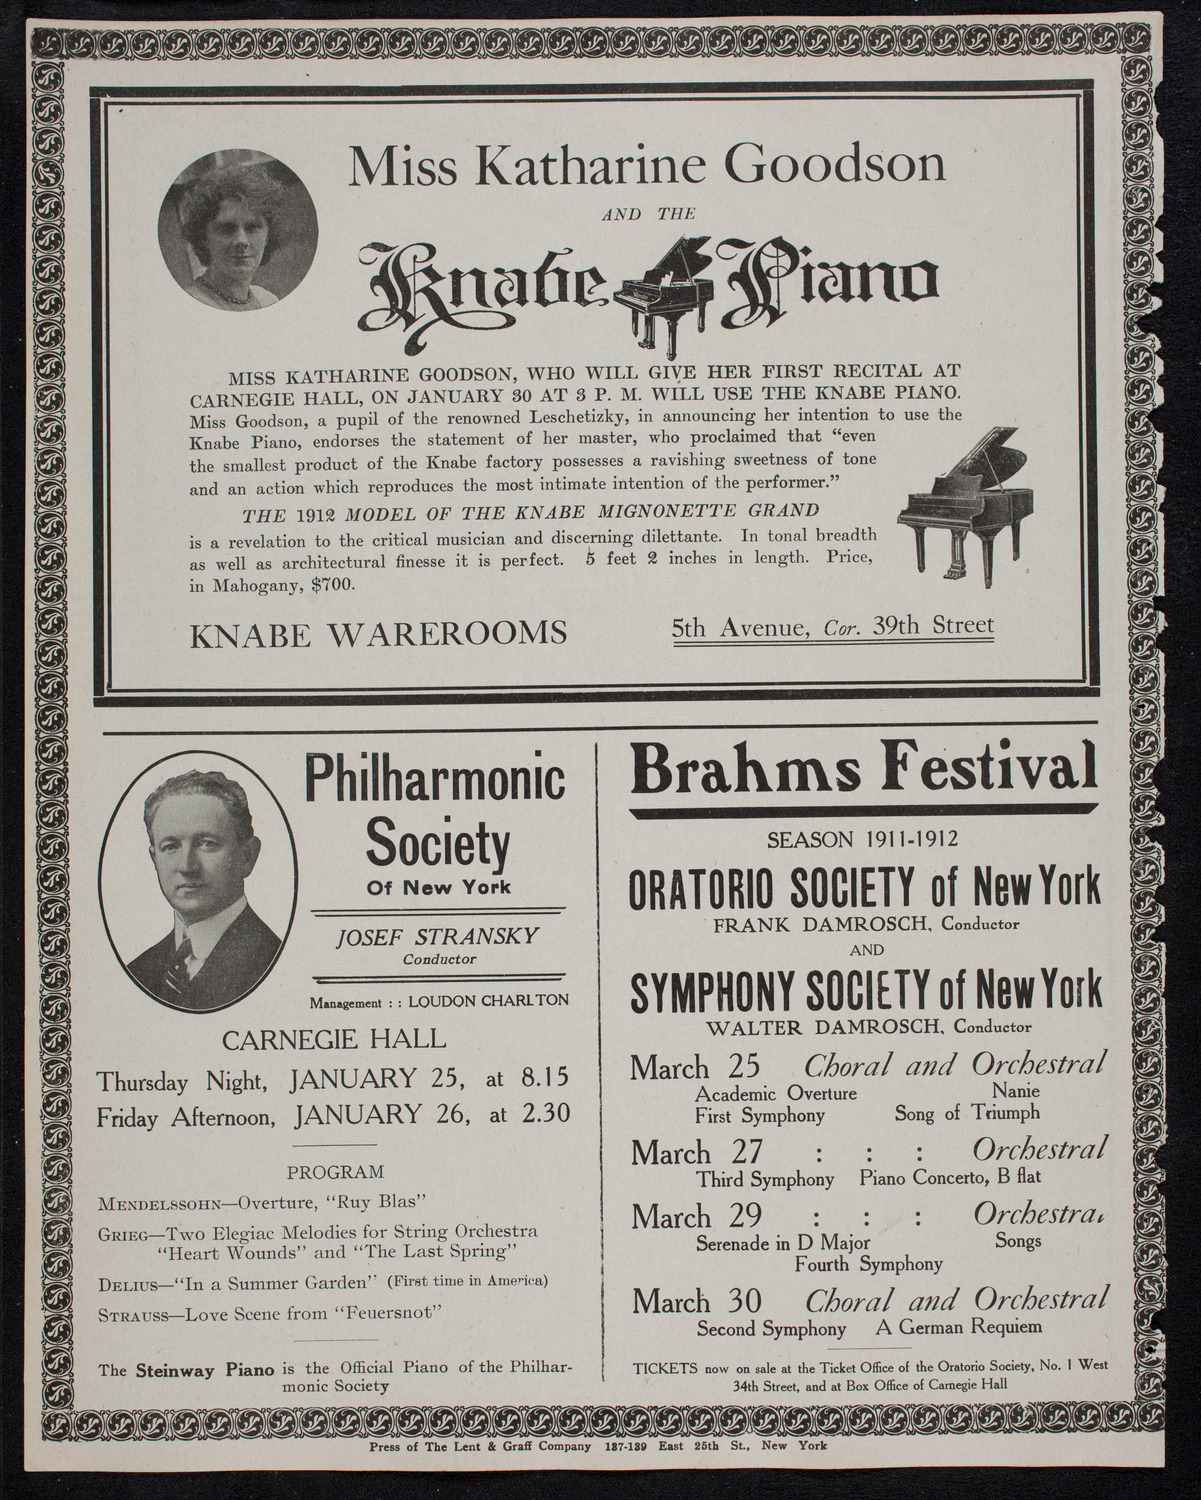 Miss Katharine Goodson
AND THE
Knabe Piano
MISS KATHARINE GOODSON, WHO WILL GIVE HER FIRST RECITAL AT
CARNEGIE HALL, ON JANUARY 30 AT 3 P. M. WILL USE THE KNABE PIANO.
Miss Goodson, a pupil of the renowned Leschetizky, in announcing her intention to use the
Knabe Piano, endorses the statement of her master, who proclaimed that “even
the smallest product of the Knabe factory possesses a ravishing sweetness of tone
and an action which reproduces the most intimate intention of the performer.”
THE 1912 MODEL OF THE KNABE MIGNONETTE GRAND
is a revelation to the critical musician and discerning dilettante. In tonal breadth
as well as architectural finesse it is perfect. 5 feet 2 inches in length. Price,
in Mahogany, $700.
KNABE WAREROOMS 5th Avenue, Cor. 39th Street
Philharmonic
Society
Of New York
JOSEF STRANSKY
Conductor
Management : : LOUDON CHARLTON
CARNEGIE HALL
Thursday Night, JANUARY 25, at 8.15
Friday Afternoon, JANUARY 26, at 2.30
PROGRAM
MENDELSSOHN—Overture, “Ruy Blas”
GRIEG—Two Elegiac Melodies for String Orchestra
“Heart Wounds” and “The Last Spring”
DELIUS—“In a Summer Garden” (First time in America)
STRAUSS—Love Scene from “Feuersnot”
The Steinway Piano is the Official Piano of the Philhar-
monic Society
Brahms Festival
SEASON 1911-1912
ORATORIO SOCIETY of New York
FRANK DAMROSCH, Conductor
AND
SYMPHONY SOCIETY of New York
WALTER DAMROSCH, Conductor
March 25 Choral and Orchestral
Academic Overture Nanie
First Symphony Song of Triumph
March 27 : : : Orchestral
Third Symphony Piano Concerto, B flat
March 29 : : : Orchestral
Serenade in D Major Songs
Fourth Symphony
March 30 Choral and Orchestral
Second Symphony A German Requiem
TICKETS now on sale at the Ticket Office of the Oratorio Society, No. 1 West
34th Street, and at Box Office of Carnegie Hall
Press of The Lent & Graff Company 137-139 East 25th St., New York